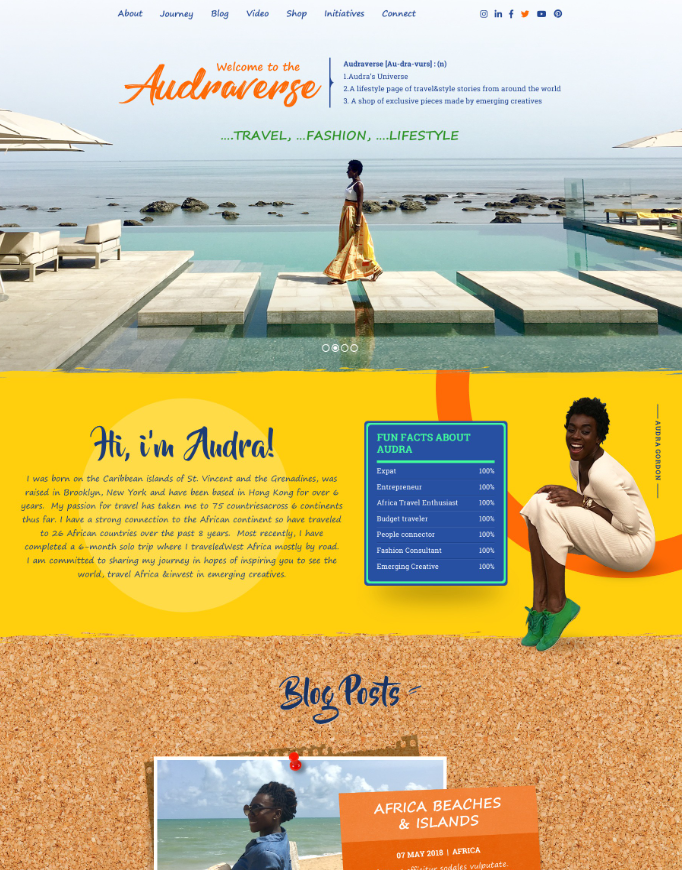 About Journey Blog Video Shop Initiatives Connect
Welcome to the
Audraverse
Audraverse [Au-dra-vurs] : (n)
1.Audra's Universe
2.A lifestyle page of travel&style stories from around the world
3. A shop of exclusive pieces made by emerging creatives
....TRAVEL, ...FASHION, ....LIFESTYLE
Hi, i'm Audra!
I was born on the Caribbean islands of St. Vincent and the Grenadines, was
raised in Brooklyn, New York and have been based in Hong Kong for over 6
years. My passion for travel has taken me to 75 countriesacross 6 continents
thus far. I have a strong connection to the African continent so have traveled
to 26 African countries over the past 8 years. Most recently, I have
completed a 6-month solo trip where I traveledWest Africa mostly by road.
I am committed to sharing my journey in hopes of inspiring you to see the
world, travel Africa &invest in emerging creatives.
FUN FACTS ABOUT
AUDRA
Expat 100%
Entrepreneur 100%
Africa Travel Enthusiast 100%
Budget traveler 100%
People connector 100%
Fashion Consultant 100%
Emerging Creative 100%
AUDRA GORDON
Blog Posts
AFRICA BEACHES
& ISLANDS
07 MAY 2018 | AFRICA
sodales vulputate.